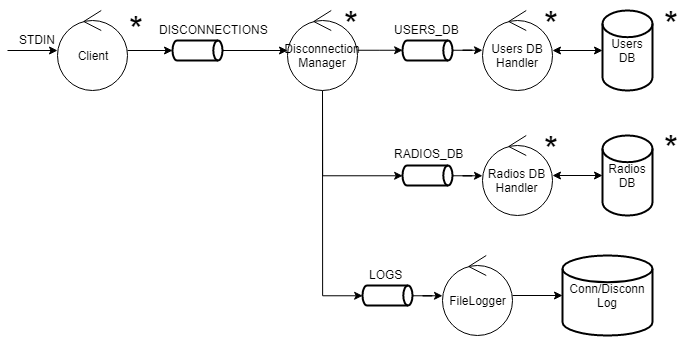 STDIN
Client
*
DISCONNECTIONS
Disconnection
Manager
*
USERS_DB
Users DB
Handler
*
Users
DB
*
RADIOS_DB
Radios DB
Handler
*
Radios
DB
*
LOGS
FileLogger
Conn/Disconn
Log